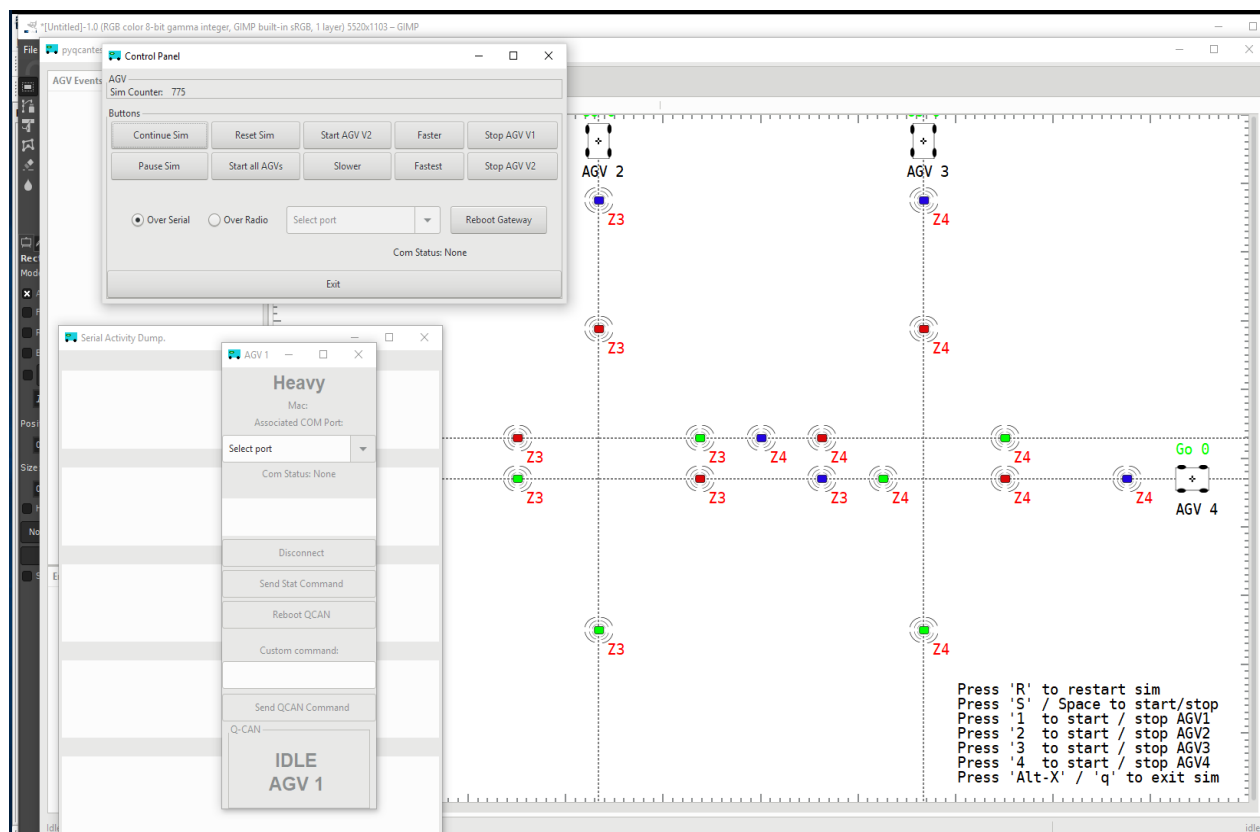 *[Untitled]-1.0 (RGB color 8-bit gamma integer, GIMP built-in sRGB, 1 layer) 5520x1103 – GIMP
File
pyqcantes
AGV Events
Control Panel
AGV
Sim Counter: 775
Buttons
Continue Sim
Reset Sim
Start AGV V2
Faster
Stop AGV V1
Pause Sim
Start all AGVs
Slower
Fastest
Stop AGV V2
Over Serial
Over Radio
Select port
Reboot Gateway
Com Status: None
Exit
Rect
Mode
Posi
Size
No
Serial Activity Dump.
AGV 1
Heavy
Mac:
Associated COM Port:
Select port
Com Status: None
Disconnect
Send Stat Command
Reboot QCAN
Custom command:
Send QCAN Command
Q-CAN
IDLE
AGV 1
AGV 2
AGV 3
Z3
Z4
Z3
Z4
Z3
Z3
Z4
Z4
Z4
Go 0
Z3
Z3
Z3
Z4
Z4
Z4
AGV 4
Z3
Z4
Press 'R' to restart sim
Press 'S' / Space to start/stop
Press '1  to start / stop AGV1
Press '2  to start / stop AGV2
Press '3  to start / stop AGV3
Press '4  to start / stop AGV4
Press 'Alt-X' / 'q' to exit sim
Idle
idle